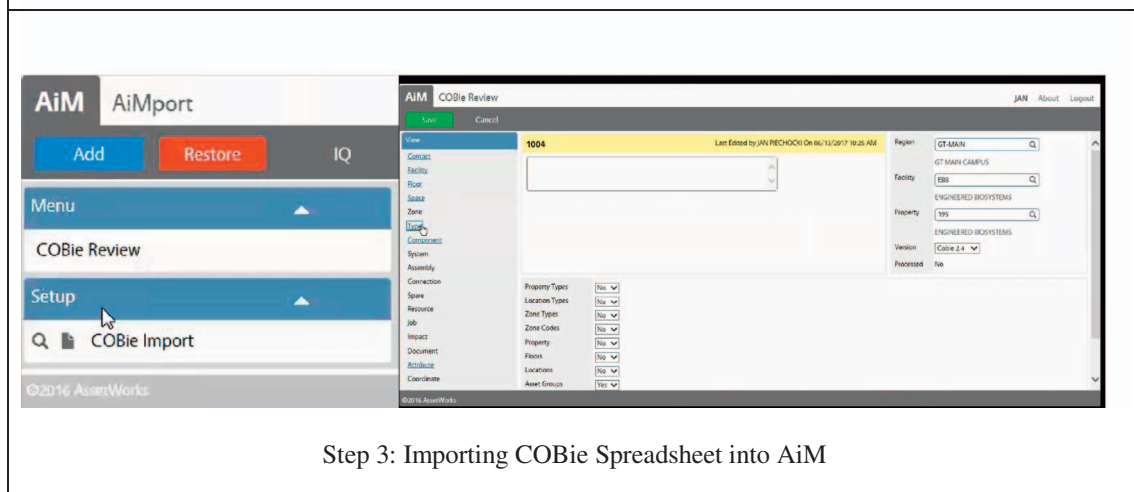 AiM AiMport
Add Restore IQ
Menu
COBie Review
Setup
COBie Import
©2016 AssetWorks
AiM COBie Review JAN About Logout
Save Cancel
View
Contact
Facility
Floor
Space
Zone
Type
Component
System
Assembly
Connection
Spare
Resource
Job
Impact
Document
Attribute
Coordinate
©2016 AssetWorks
1004 Last Edited by JAN PIECHOCKI On 06/13/2017 10:26 AM
Region GT-MAIN
GT MAIN CAMPUS
Facility EBB
ENGINEERED BIOSYSTEMS
Property 195
ENGINEERED BIOSYSTEMS
Version Cobie 2.4
Processed No
Property Types No
Location Types No
Zone Types No
Zone Codes No
Property No
Floors No
Locations No
Asset Groups Yes
Step 3: Importing COBie Spreadsheet into AiM